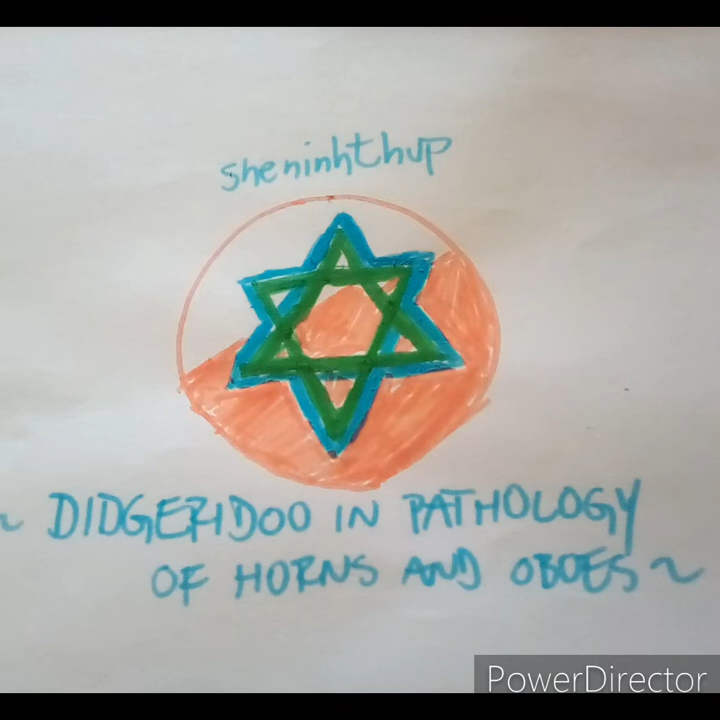 sheninhthup
~ DIDGERIDOO IN PATHOLOGY
OF HORNS AND OBOES ~
PowerDirector